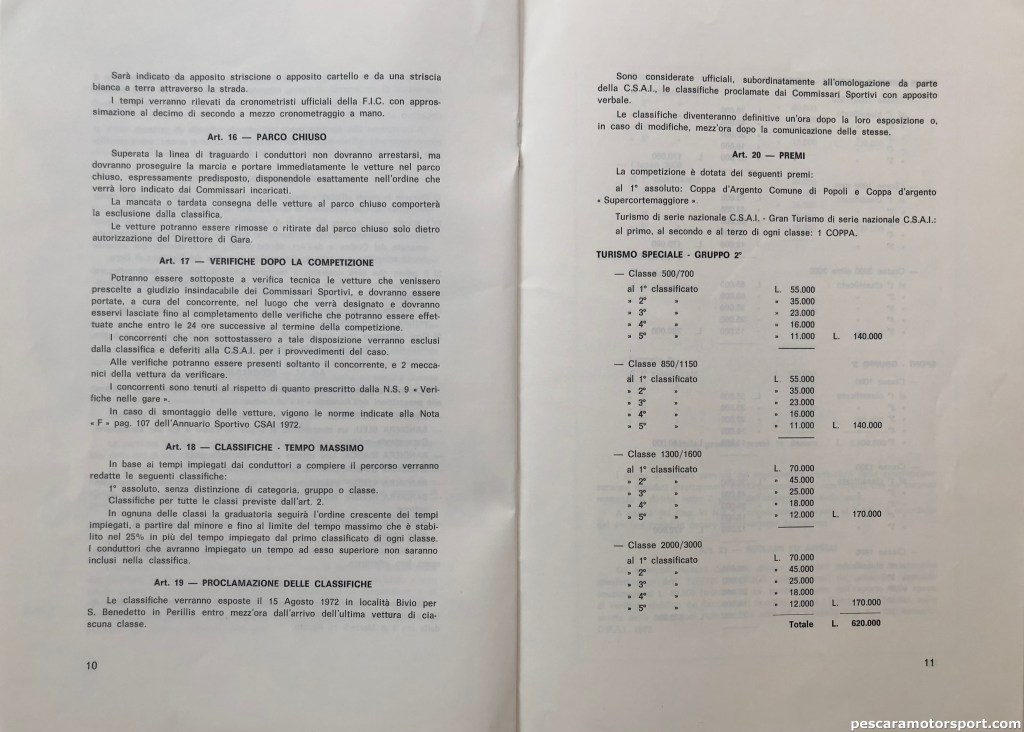 Sarà indicato da apposito striscione o apposito cartello e da una striscia
bianca a terra attraverso la strada.
I tempi verranno rilevati da cronometristi ufficiali della F.I.C. con appros-
simazione al decimo di secondo a mezzo cronometraggio a mano.
Art. 16 — PARCO CHIUSO
Superata la linea di traguardo i conduttori non dovranno arrestarsi, ma
dovranno proseguire la marcia e portare immediatamente le vetture nel parco
chiuso, espressamente predisposto, disponendole esattamente nell'ordine che
verrà loro indicato dai Commissari incaricati.
La mancata o tardata consegna delle vetture al parco chiuso comporterà
la esclusione dalla classifica.
Le vetture potranno essere rimosse o ritirate dal parco chiuso solo dietro
autorizzazione del Direttore di Gara.
Art. 17 — VERIFICHE DOPO LA COMPETIZIONE
Potranno essere sottoposte a verifica tecnica le vetture che venissero
prescelte a giudizio insindacabile dei Commissari Sportivi, e dovranno essere
portate, a cura del concorrente, nel luogo che verrà designato e dovranno
esservi lasciate fino al completamento delle verifiche che potranno essere effet-
tuate anche entro le 24 ore successive al termine della competizione.
I concorrenti che non sottostassero a tale disposizione verranno esclusi
dalla classifica e deferiti alla C.S.A.I. per i provvedimenti del caso.
Alle verifiche potranno essere presenti soltanto il concorrente, e 2 mecca-
nici della vettura da verificare.
I concorrenti sono tenuti al rispetto di quanto prescritto dalla N.S. 9 « Veri-
fiche nelle gare ».
In caso di smontaggio delle vetture, vigono le norme indicate alla Nota
« F » pag. 107 dell'Annuario Sportivo CSAI 1972.
Art. 18 — CLASSIFICHE - TEMPO MASSIMO
In base ai tempi impiegati dai conduttori a compiere il percorso verranno
redatte le seguenti classifiche:
1° assoluto, senza distinzione di categoria, gruppo o classe.
Classifiche per tutte le classi previste dall'art. 2.
In ognuna delle classi la graduatoria seguirà l'ordine crescente dei tempi
impiegati, a partire dal minore e fino al limite del tempo massimo che è stabi-
lito nel 25% in più del tempo impiegato dal primo classificato di ogni classe.
I conduttori che avranno impiegato un tempo ad esso superiore non saranno
inclusi nella classifica.
Art. 19 — PROCLAMAZIONE DELLE CLASSIFICHE
Le classifiche verranno esposte il 15 Agosto 1972 in località Bivio per
S. Benedetto in Perillis entro mezz'ora dall'arrivo dell'ultima vettura di cia-
scuna classe.
10
Sono considerate ufficiali, subordinatamente all'omologazione da parte
della C.S.A.I., le classifiche proclamate dai Commissari Sportivi con apposito
verbale.
Le classifiche diventeranno definitive un'ora dopo la loro esposizione o,
in caso di modifiche, mezz'ora dopo la comunicazione delle stesse.
Art. 20 — PREMI
La competizione è dotata dei seguenti premi:
al 1° assoluto: Coppa d'Argento Comune di Popoli e Coppa d'argento
« Supercortemaggiore ».
Turismo di serie nazionale C.S.A.I. - Gran Turismo di serie nazionale C.S.A.I.:
al primo, al secondo e al terzo di ogni classe: 1 COPPA.
TURISMO SPECIALE - GRUPPO 2°
— Classe 500/700
al 1° classificato L. 55.000
» 2° » » 35.000
» 3° » » 23.000
» 4° » » 16.000
» 5° » » 11.000 L. 140.000
— Classe 850/1150
al 1° classificato L. 55.000
» 2° » » 35.000
» 3° » » 23.000
» 4° » » 16.000
» 5° » » 11.000 L. 140.000
— Classe 1300/1600
al 1° classificato L. 70.000
» 2° » » 45.000
» 3° » » 25.000
» 4° » » 18.000
» 5° » » 12.000 L. 170.000
— Classe 2000/3000
al 1° classificato L. 70.000
» 2° » » 45.000
» 3° » » 25.000
» 4° » » 18.000
» 5° » » 12.000 L. 170.000
Totale L. 620.000
11
pescaramotorsport.com